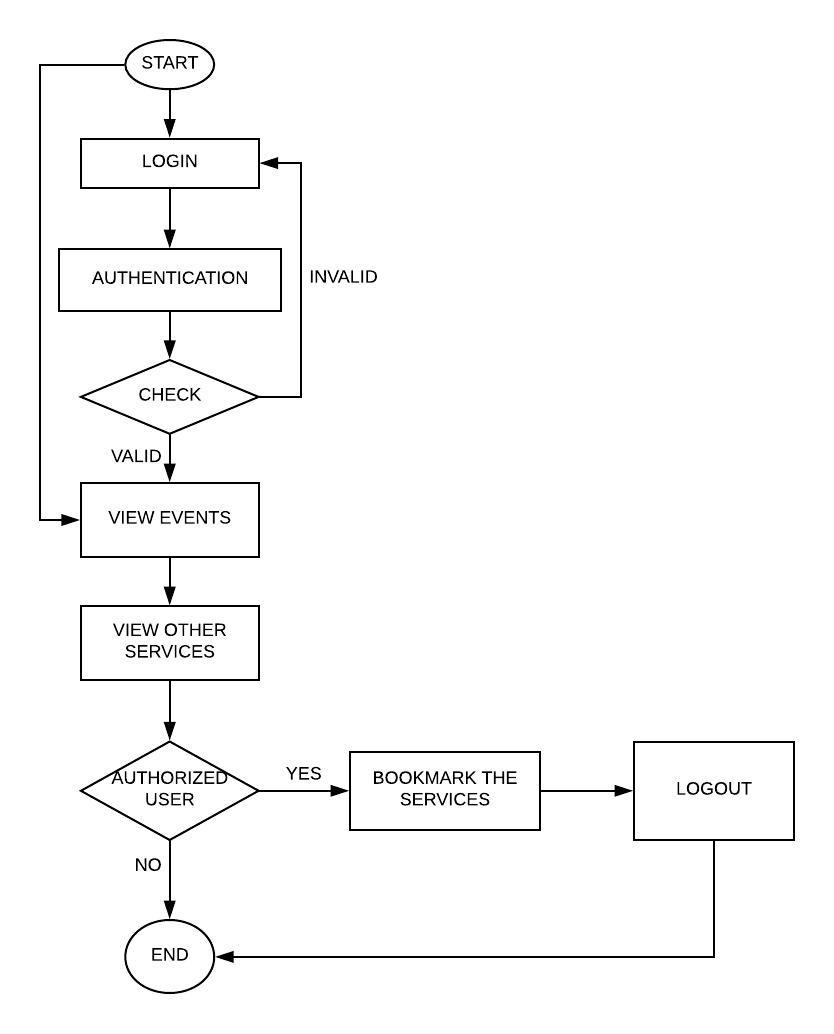 START
LOGIN
AUTHENTICATION
INVALID
CHECK
VALID
VIEW EVENTS
VIEW OTHER
SERVICES
AUTHORIZED
USER
YES
BOOKMARK THE
SERVICES
LOGOUT
NO
END